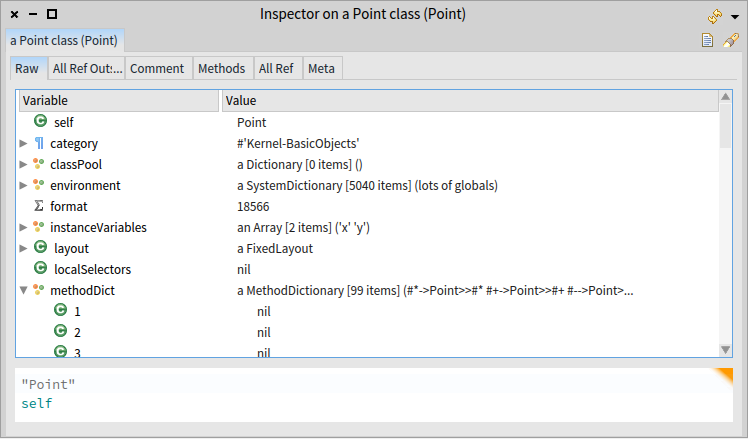 Inspector on a Point class (Point)
a Point class (Point)
Raw All Ref Out:... Comment Methods All Ref Meta
Variable Value
self Point
category #'Kernel-BasicObjects'
classPool a Dictionary [0 items] ()
environment a SystemDictionary [5040 items] (lots of globals)
format 18566
instanceVariables an Array [2 items] ('x' 'y')
layout a FixedLayout
localSelectors nil
methodDict a MethodDictionary [99 items] (#*->Point>>#* #+->Point>>#+ #-->Point>...
1 nil
2 nil
3 nil
"Point"
self